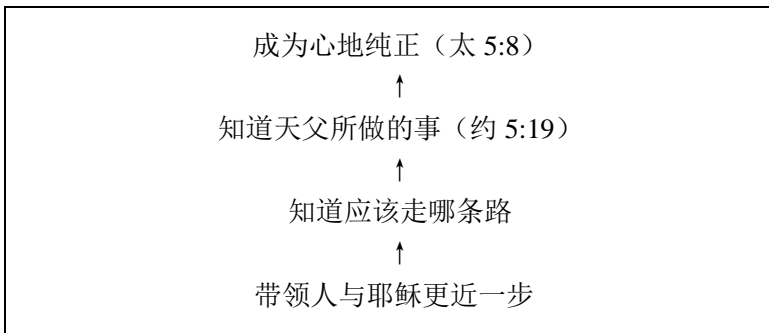 成为心地纯正（太 5:8）
↑
知道天父所做的事（约 5:19）
↑
知道应该走哪条路
↑
带领人与耶稣更近一步